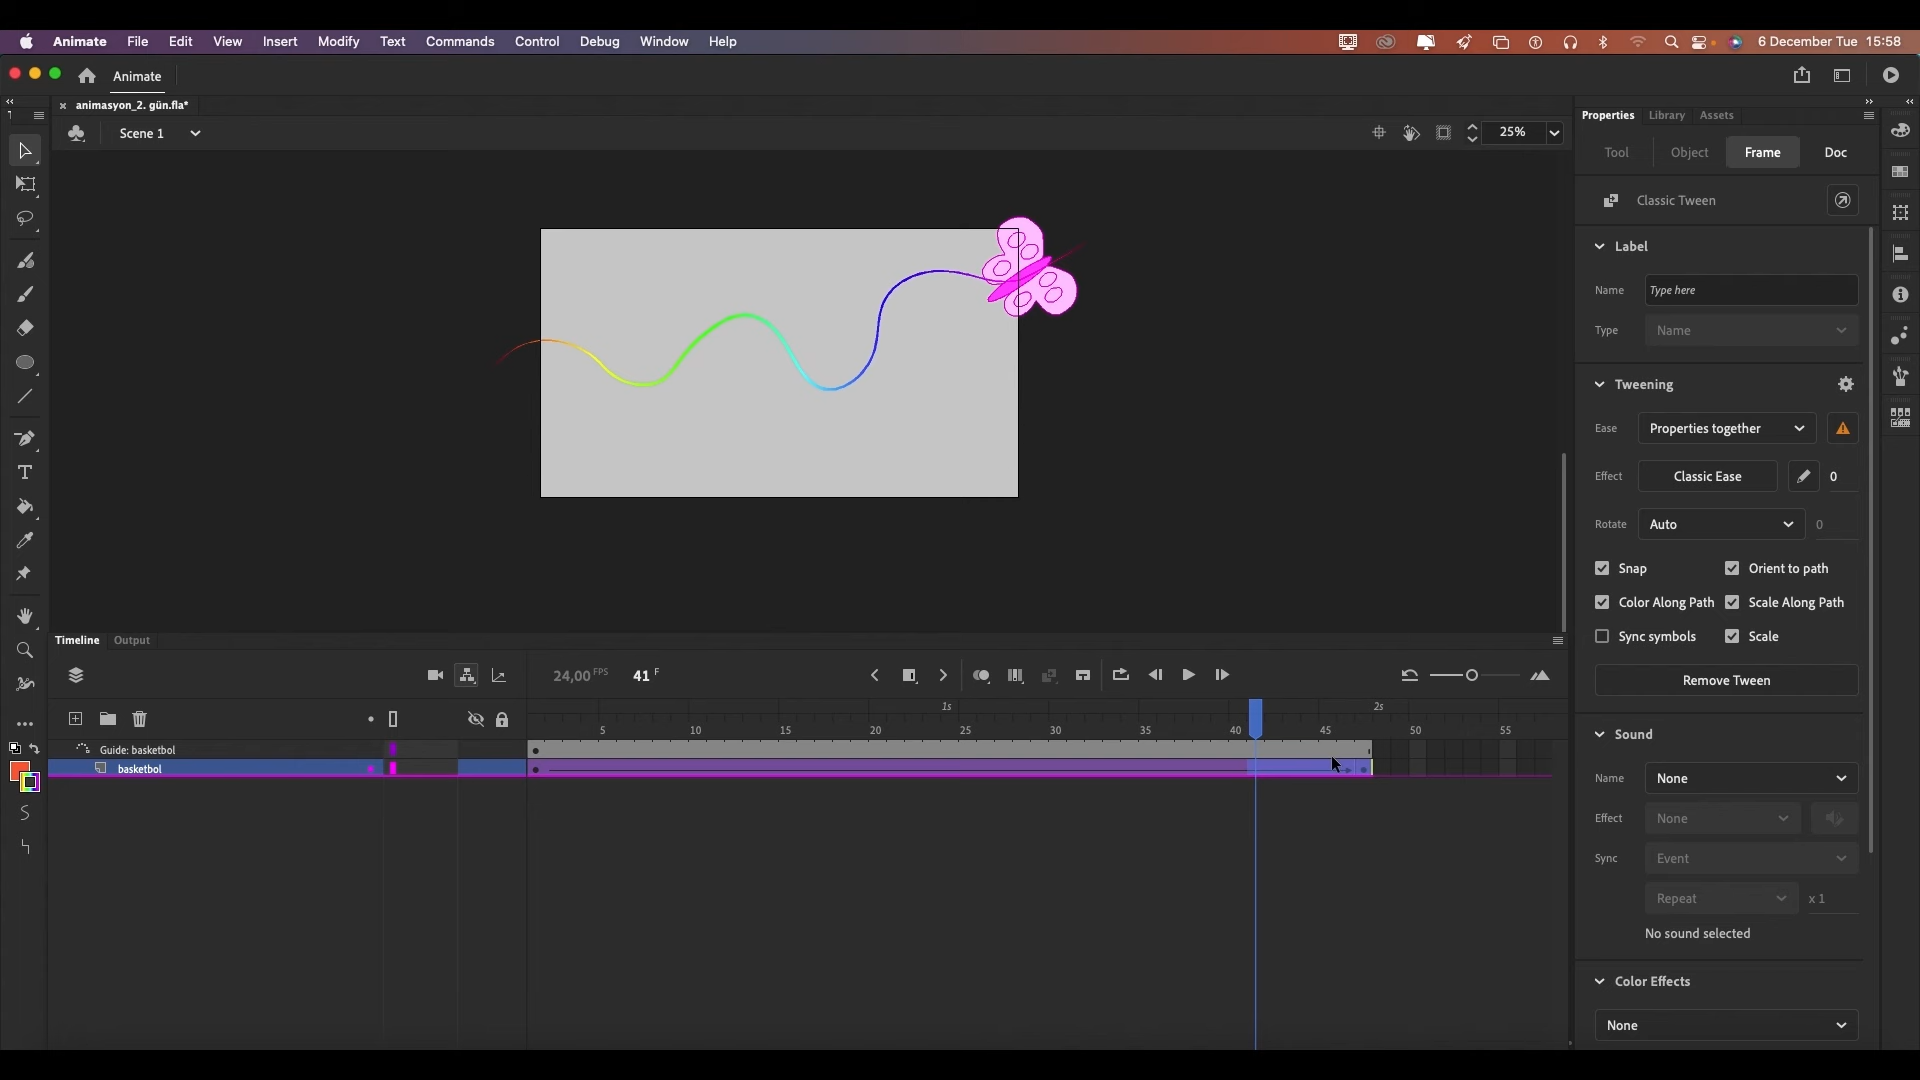 Animate File Edit View Insert Modify Text Commands Control Debug Window Help 6 December Tue 15:58
Animate
animasyon_2. gün.fla*
Properties Library Assets
Scene 1 25%
Tool Object Frame Doc
Classic Tween
Label
Name Type here
Type Name
Tweening
Ease Properties together
Effect Classic Ease 0
Rotate Auto 0
Snap Orient to path
Color Along Path Scale Along Path
Sync symbols Scale
Remove Tween
Sound
Name None
Effect None
Sync Event
Repeat x 1
No sound selected
Color Effects
None
Timeline Output
24,00 FPS 41 F
1s 2s
5 10 15 20 25 30 35 40 45 50 55
Guide: basketbol
basketbol